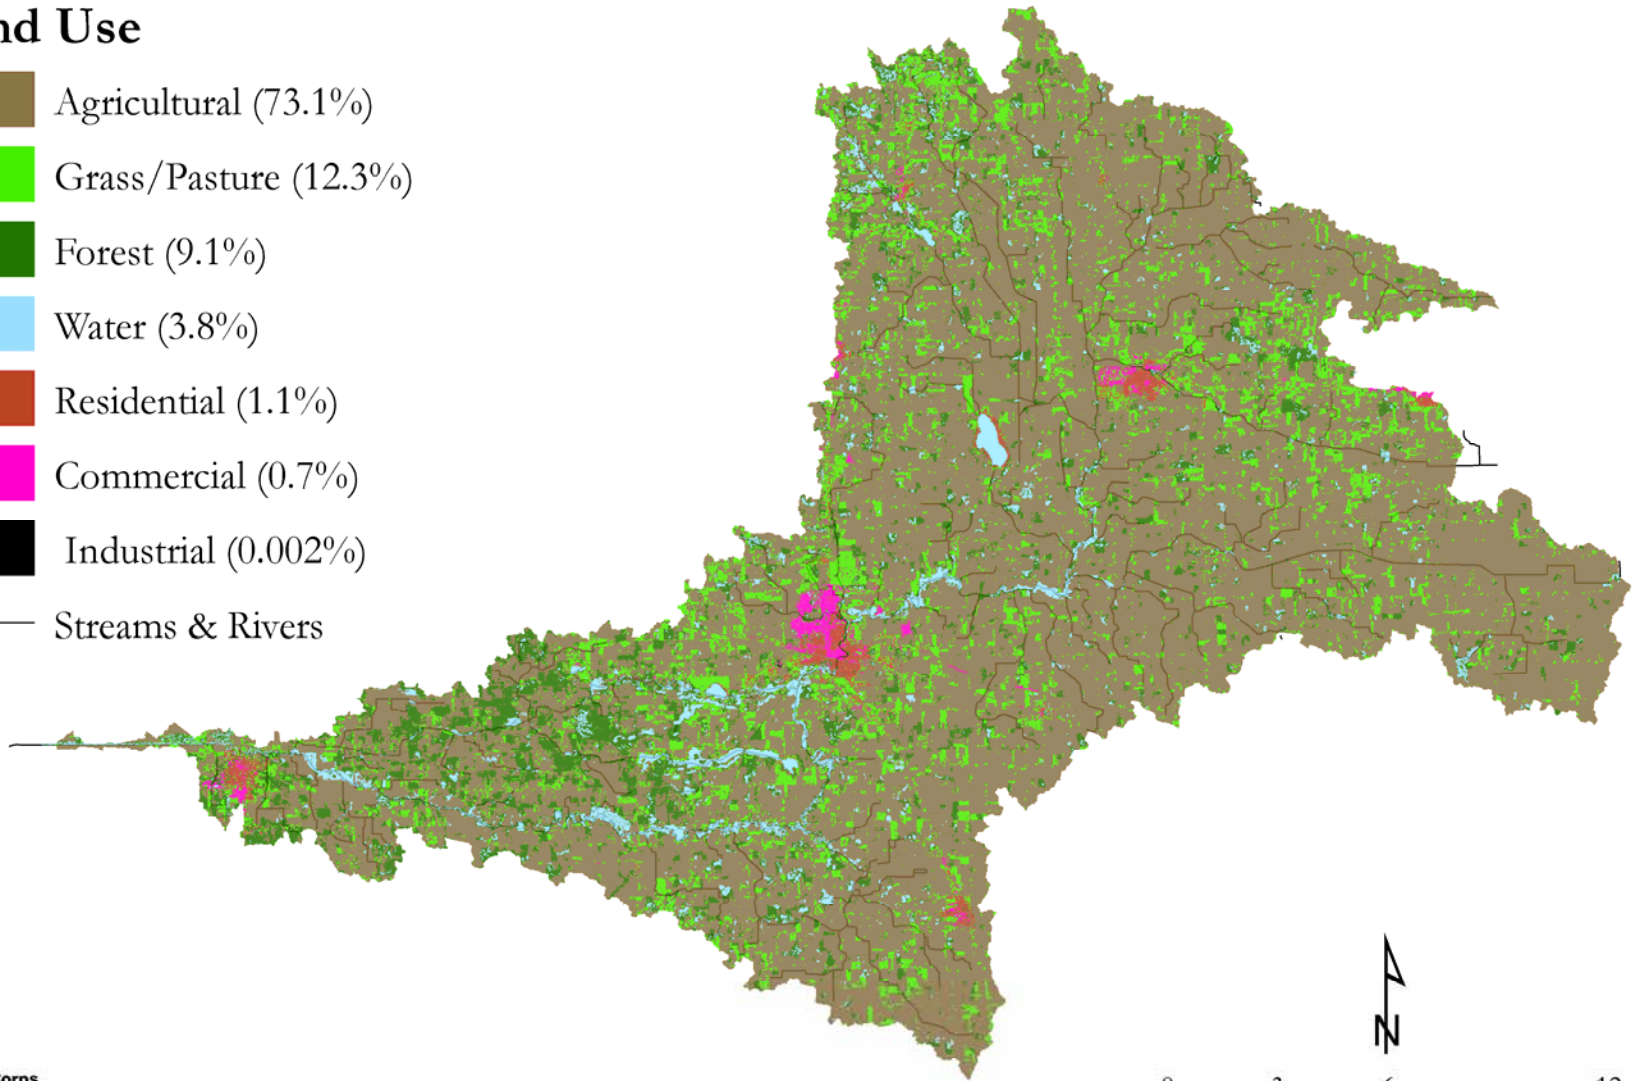 nd Use
Agricultural (73.1%)
Grass/Pasture (12.3%)
Forest (9.1%)
Water (3.8%)
Residential (1.1%)
Commercial (0.7%)
Industrial (0.002%)
Streams & Rivers
N